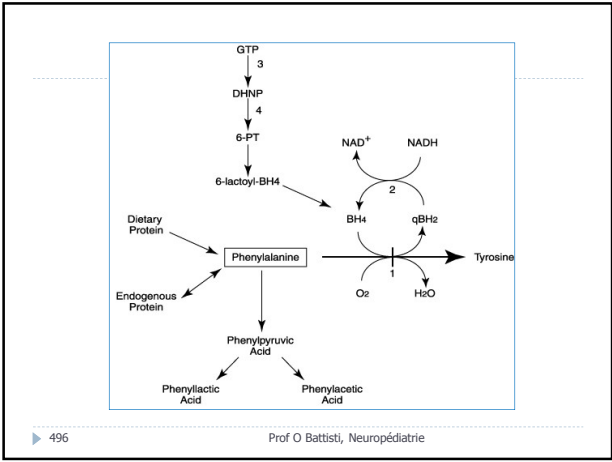 GTP
3
DHNP
4
6-PT
NAD+ NADH
6-lactoyl-BH4
2
BH4 qBH2
Dietary
Protein
Phenylalanine
Tyrosine
1
Endogenous
Protein
O2 H2O
Phenylpyruvic
Acid
Phenyllactic
Acid
Phenylacetic
Acid
496 Prof O Battisti, Neuropédiatrie